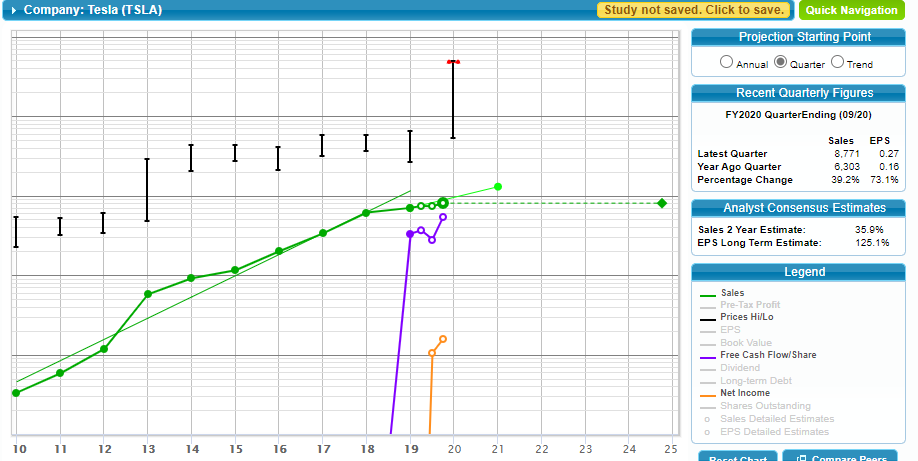 Company: Tesla (TSLA)
Study not saved. Click to save.
Quick Navigation
Projection Starting Point
Annual Quarter Trend
Recent Quarterly Figures
FY2020 QuarterEnding (09/20)
Sales EPS
Latest Quarter 8,771 0.27
Year Ago Quarter 6,303 0.16
Percentage Change 39.2% 73.1%
Analyst Consensus Estimates
Sales 2 Year Estimate: 35.9%
EPS Long Term Estimate: 125.1%
Legend
Sales
Pre-Tax Profit
Prices Hi/Lo
EPS
Book Value
Free Cash Flow/Share
Dividend
Long-term Debt
Net Income
Shares Outstanding
Sales Detailed Estimates
EPS Detailed Estimates
10 11 12 13 14 15 16 17 18 19 20 21 22 23 24 25
Reset Chart
Compare Peers